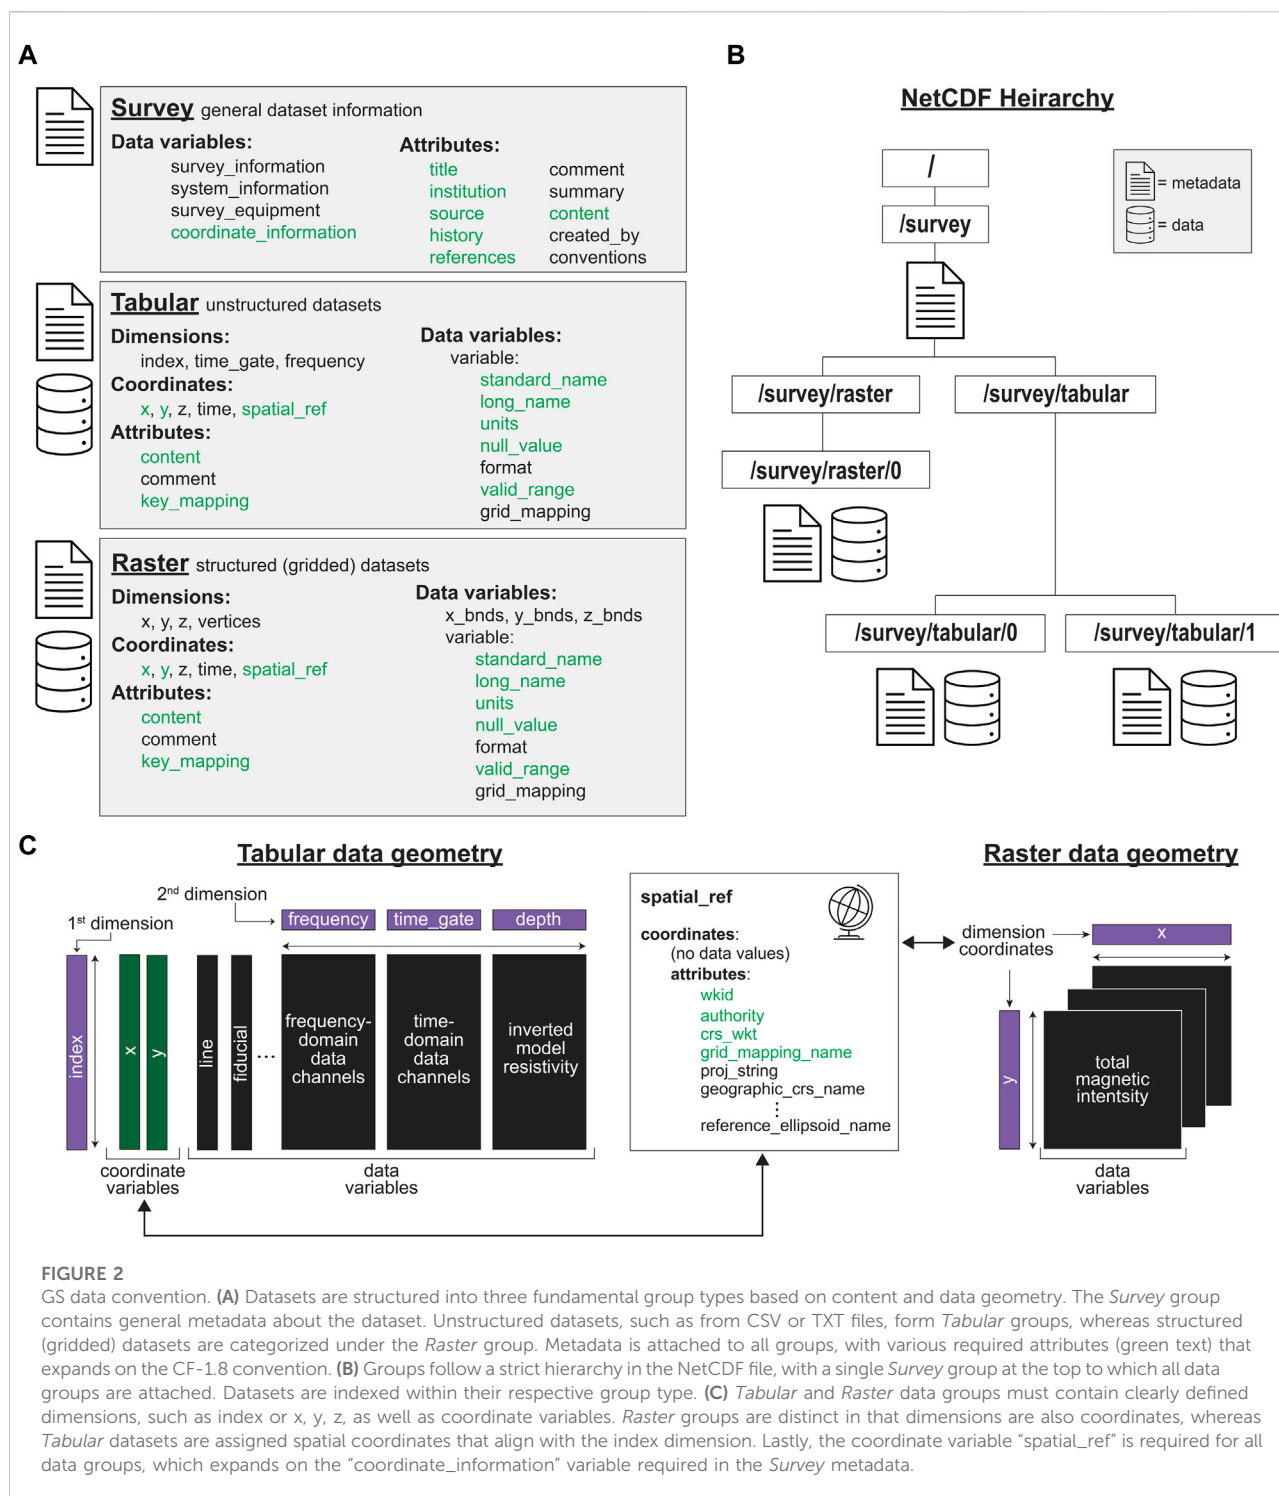 A
Survey general dataset information
Data variables:
survey_information
system_information
survey_equipment
coordinate_information
Attributes:
title
institution
source
history
references
comment
summary
content
created_by
conventions
Tabular unstructured datasets
Dimensions:
index, time_gate, frequency
Coordinates:
x, y, z, time, spatial_ref
Attributes:
content
comment
key_mapping
Data variables:
variable:
standard_name
long_name
units
null_value
format
valid_range
grid_mapping
Raster structured (gridded) datasets
Dimensions:
x, y, z, vertices
Coordinates:
x, y, z, time, spatial_ref
Attributes:
content
comment
key_mapping
Data variables:
x_bnds, y_bnds, z_bnds
variable:
standard_name
long_name
units
null_value
format
valid_range
grid_mapping
B
NetCDF Heirarchy
/
/survey
= metadata
= data
/survey/raster
/survey/tabular
/survey/raster/0
/survey/tabular/0
/survey/tabular/1
C
Tabular data geometry
2nd dimension
1st dimension
frequency
time_gate
depth
index
x
y
line
fiducial
...
frequency-
domain
data
channels
time-
domain
data
channels
inverted
model
resistivity
coordinate
variables
data
variables
spatial_ref
coordinates:
(no data values)
attributes:
wkid
authority
crs_wkt
grid_mapping_name
proj_string
geographic_crs_name
⋮
reference_ellipsoid_name
Raster data geometry
dimension
coordinates
x
y
total
magnetic
intentsity
data
variables
FIGURE 2
GS data convention. (A) Datasets are structured into three fundamental group types based on content and data geometry. The Survey group
contains general metadata about the dataset. Unstructured datasets, such as from CSV or TXT files, form Tabular groups, whereas structured
(gridded) datasets are categorized under the Raster group. Metadata is attached to all groups, with various required attributes (green text) that
expands on the CF-1.8 convention. (B) Groups follow a strict hierarchy in the NetCDF file, with a single Survey group at the top to which all data
groups are attached. Datasets are indexed within their respective group type. (C) Tabular and Raster data groups must contain clearly defined
dimensions, such as index or x, y, z, as well as coordinate variables. Raster groups are distinct in that dimensions are also coordinates, whereas
Tabular datasets are assigned spatial coordinates that align with the index dimension. Lastly, the coordinate variable "spatial_ref" is required for all
data groups, which expands on the "coordinate_information" variable required in the Survey metadata.